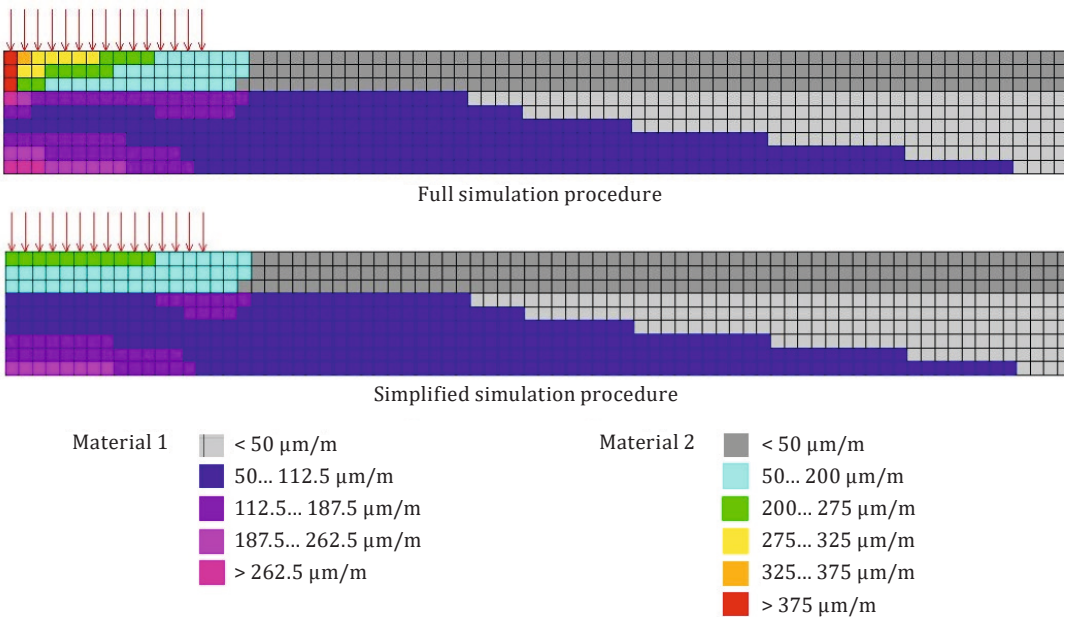 Full simulation procedure
Simplified simulation procedure
Material 1
< 50 μm/m
50... 112.5 μm/m
112.5... 187.5 μm/m
187.5... 262.5 μm/m
> 262.5 μm/m
Material 2
< 50 μm/m
50... 200 μm/m
200... 275 μm/m
275... 325 μm/m
325... 375 μm/m
> 375 μm/m